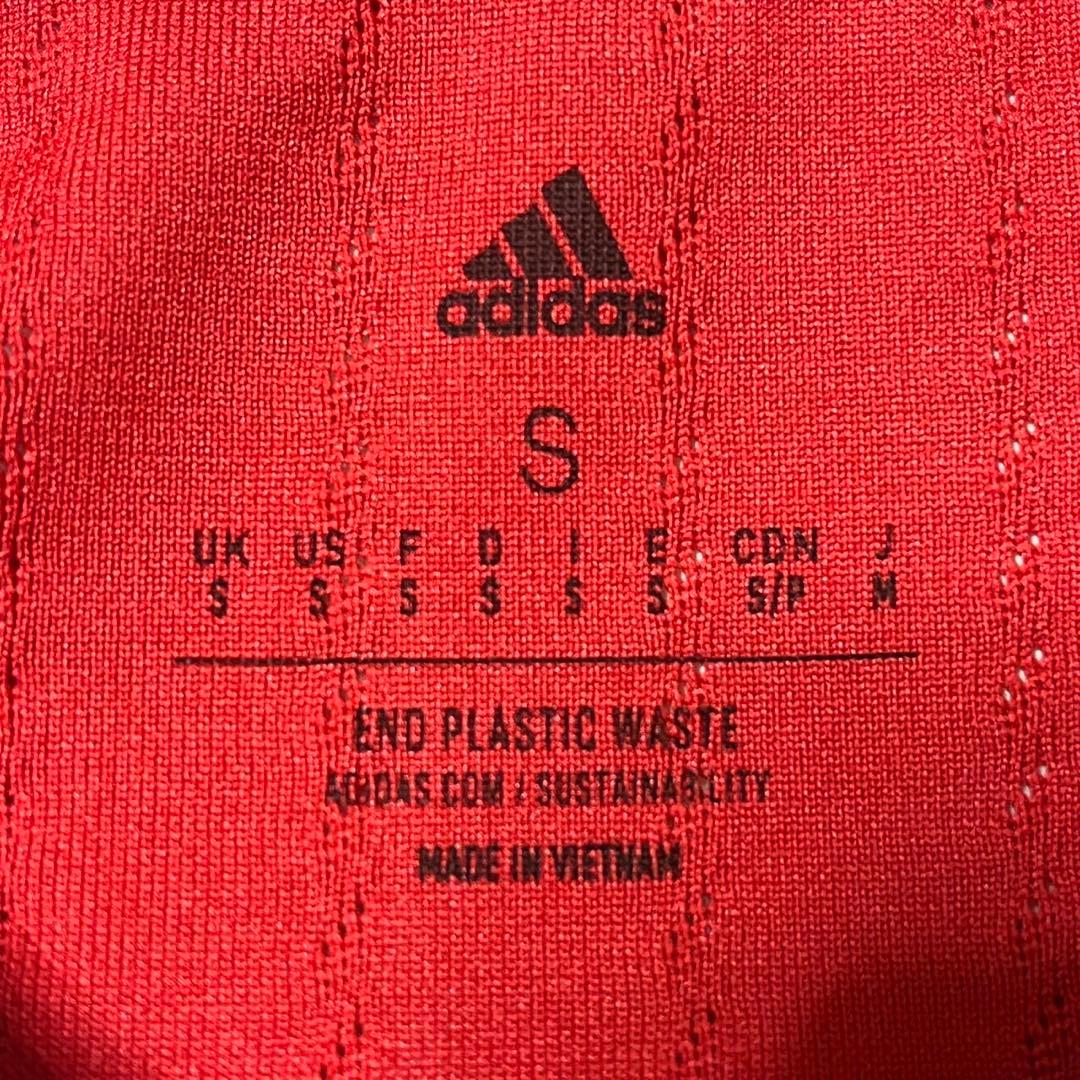 adidas
S
UK US F D I E CDN J
S S S S S S S/P M
END PLASTIC WASTE
ADIDAS.COM / SUSTAINABILITY
MADE IN VIETNAM